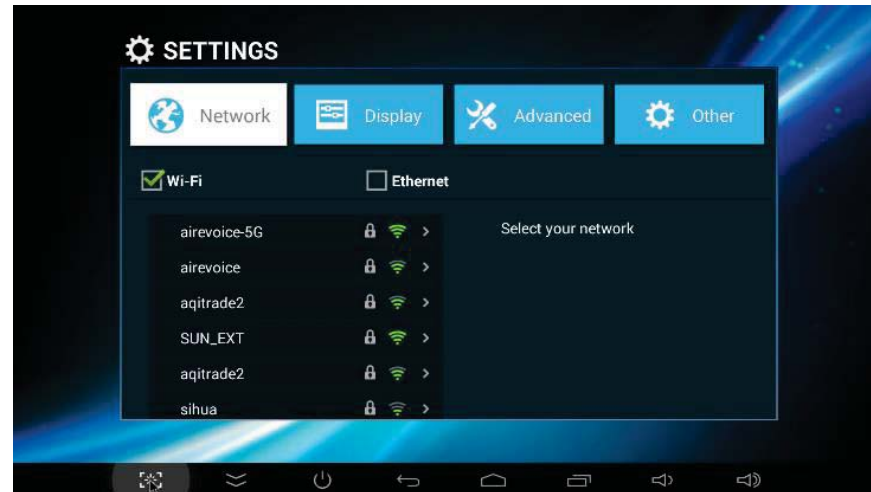 SETTINGS
Network Display Advanced Other
Wi-Fi Ethernet
airevoice-5G Select your network
airevoice
aqitrade2
SUN_EXT
aqitrade2
sihua